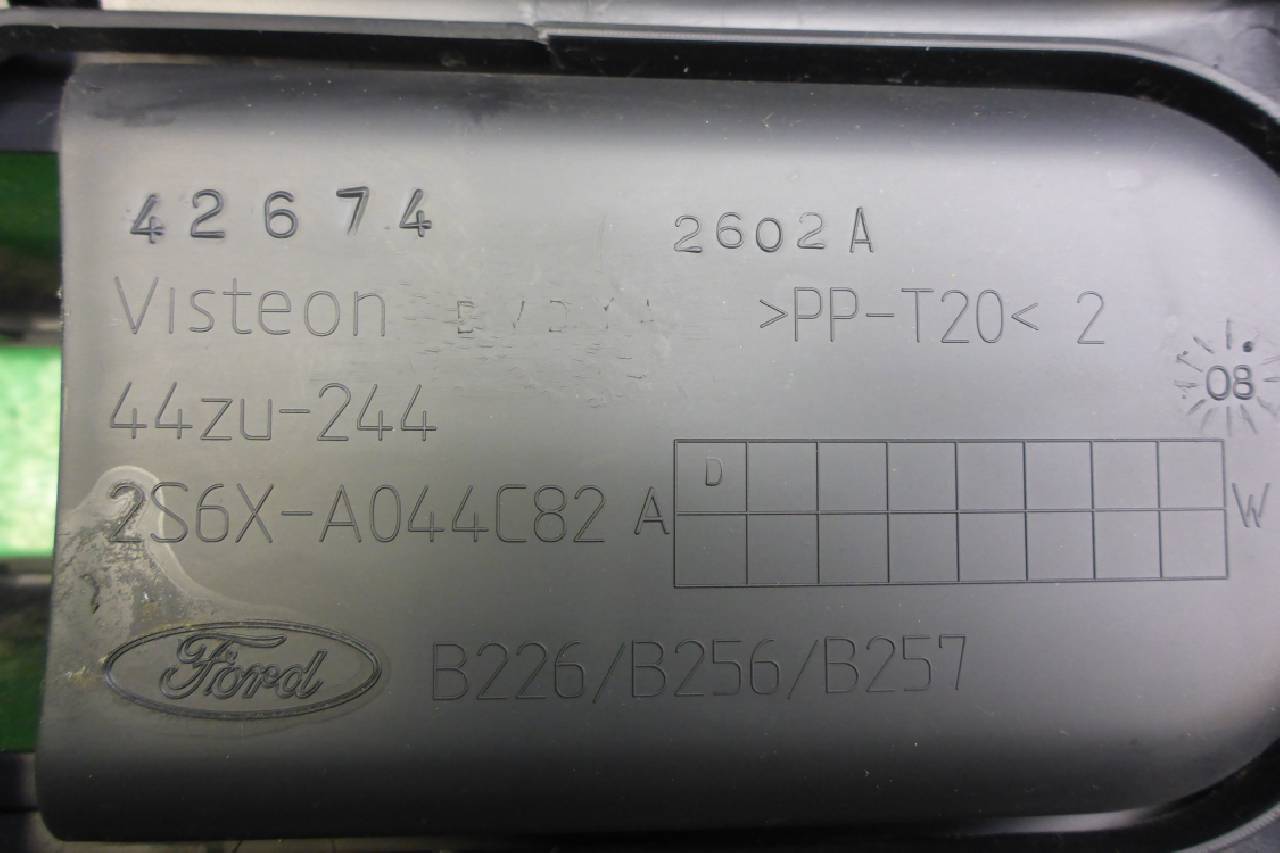 42674
2602A
Visteon
>PP-T20< 2
08
44zu-244
2S6X-A044C82 A
D
W
Ford
B226/B256/B257